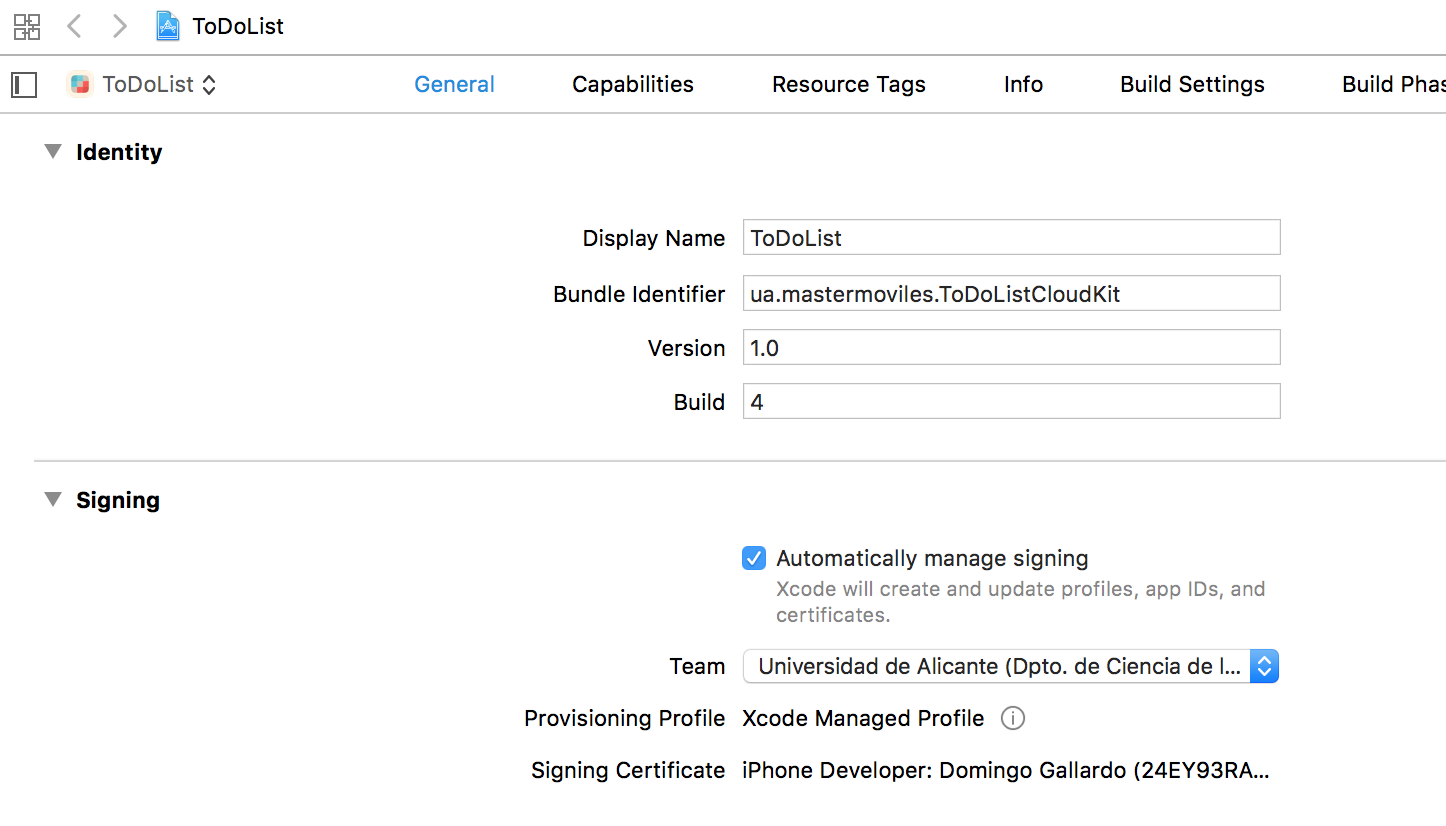 ToDoList
ToDoList General Capabilities Resource Tags Info Build Settings Build Phas
Identity
Display Name ToDoList
Bundle Identifier ua.mastermoviles.ToDoListCloudKit
Version 1.0
Build 4
Signing
Automatically manage signing
Xcode will create and update profiles, app IDs, and
certificates.
Team Universidad de Alicante (Dpto. de Ciencia de l...
Provisioning Profile Xcode Managed Profile
Signing Certificate iPhone Developer: Domingo Gallardo (24EY93RA...